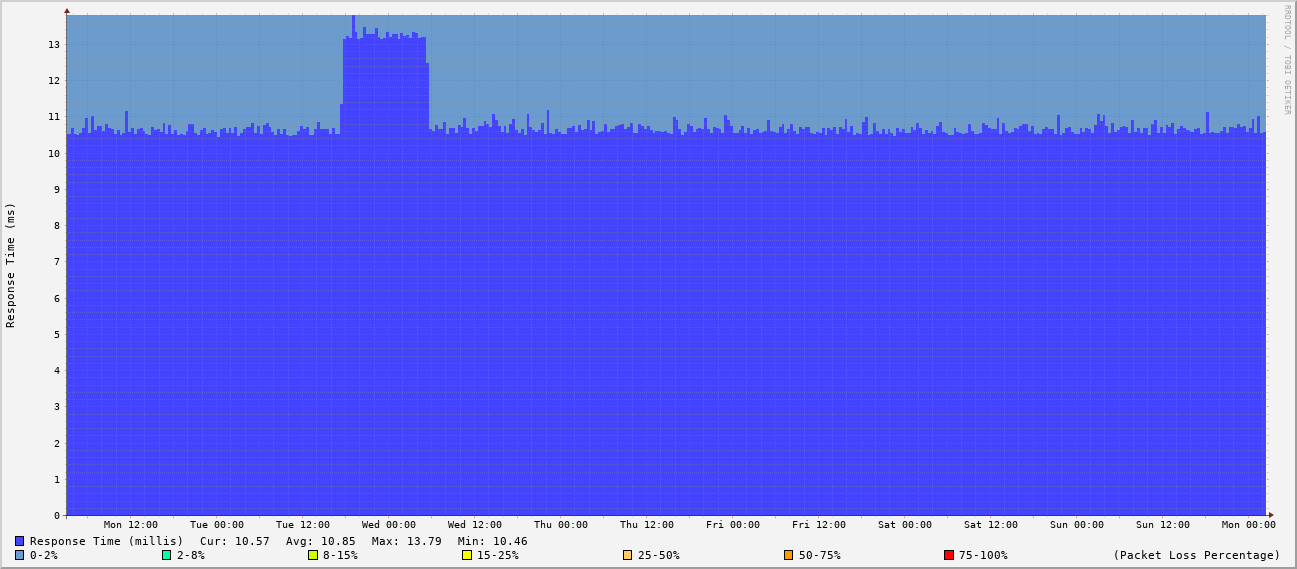 RRDTOOL / TOBI OETIKER
Response Time (ms)
13
12
11
10
9
8
7
6
5
4
3
2
1
0
Mon 12:00 Tue 00:00 Tue 12:00 Wed 00:00 Wed 12:00 Thu 00:00 Thu 12:00 Fri 00:00 Fri 12:00 Sat 00:00 Sat 12:00 Sun 00:00 Sun 12:00 Mon 00:00
Response Time (millis) Cur: 10.57 Avg: 10.85 Max: 13.79 Min: 10.46
0-2% 2-8% 8-15% 15-25% 25-50% 50-75% 75-100% (Packet Loss Percentage)